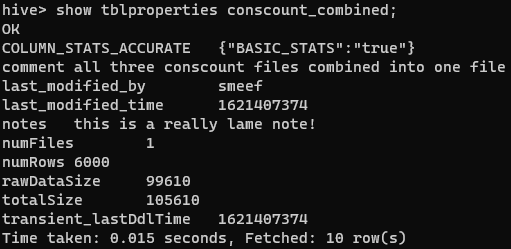 hive> show tblproperties conscount_combined;
OK
COLUMN_STATS_ACCURATE   {"BASIC_STATS":"true"}
comment all three conscount files combined into one file
last_modified_by        smeef
last_modified_time      1621407374
notes   this is a really lame note!
numFiles        1
numRows 6000
rawDataSize     99610
totalSize       105610
transient_lastDdlTime   1621407374
Time taken: 0.015 seconds, Fetched: 10 row(s)